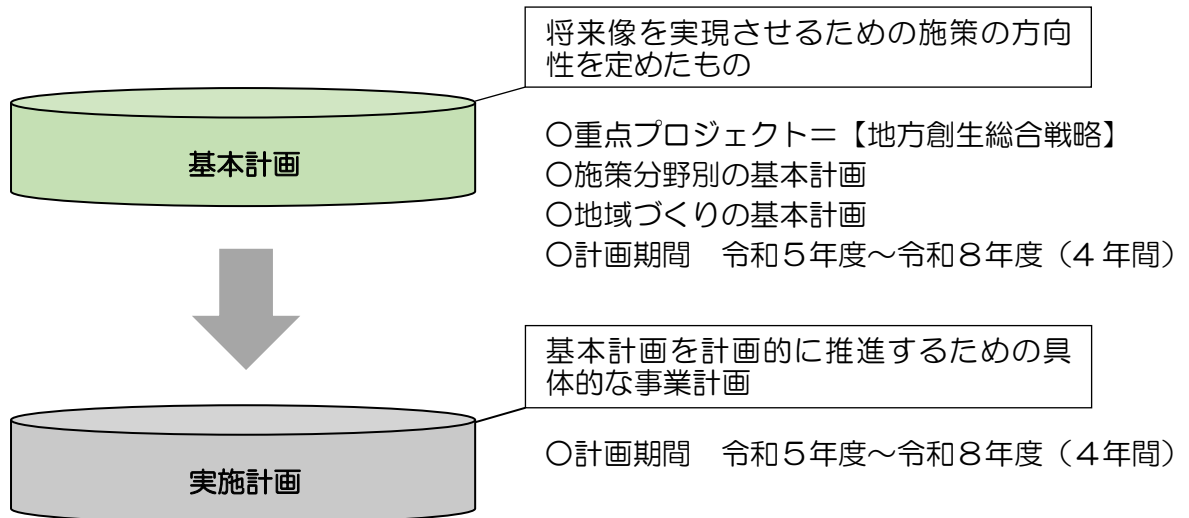 将来像を実現させるための施策の方向
性を定めたもの
基本計画
○重点プロジェクト＝【地方創生総合戦略】
○施策分野別の基本計画
○地域づくりの基本計画
○計画期間　令和５年度～令和８年度（４年間）
基本計画を計画的に推進するための具
体的な事業計画
実施計画
○計画期間　令和５年度～令和８年度（４年間）